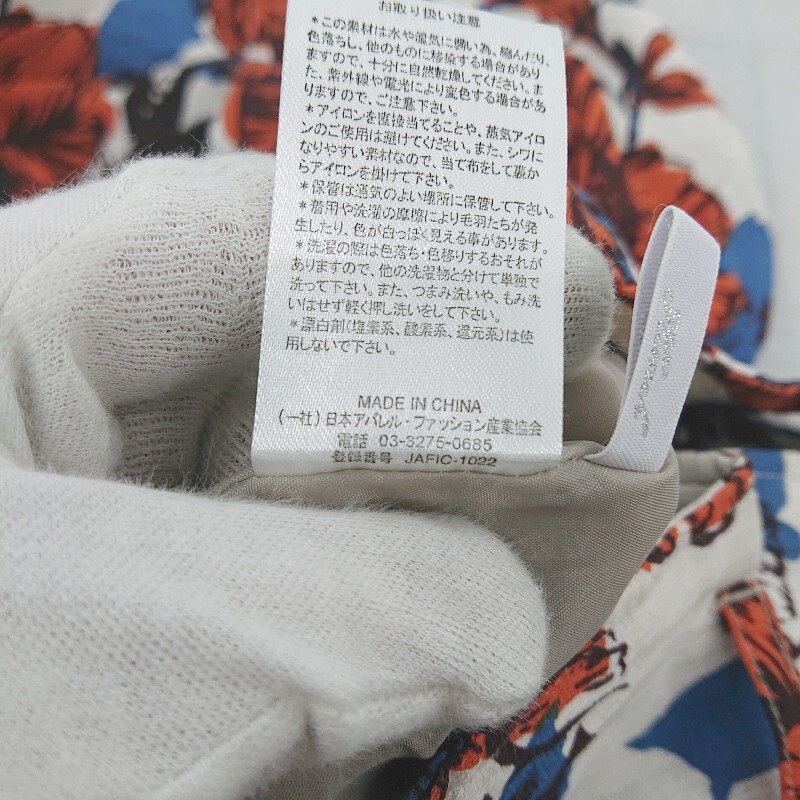 お取り扱い注意
*この素材は水や湿気に弱い為、縮んだり、
色落ちし、他のものに移染する場合があり
ますので、十分に自然乾燥してください。ま
た、紫外線や電光により変色する場合があ
りますので、ご注意下さい。
*アイロンを直接当てることや、蒸気アイロ
ンのご使用は避けてください。また、シワに
なりやすい素材なので、当て布をして裏か
らアイロンを掛けて下さい。
*保管は通気のよい場所に保管して下さい。
*着用や洗濯の摩擦により毛羽たちが発
生したり、色が白っぽく見える事があります。
*洗濯の際は色落ち・色移りするおそれが
ありますので、他の洗濯物と分けて単独で
洗って下さい。また、つまみ洗いや、もみ洗
いはせず軽く押し洗いをして下さい。
*漂白剤(塩素系、酸素系、還元系)は使
用しないで下さい。
MADE IN CHINA
(一社)日本アパレル・ファッション産業協会
電話 03-3275-0685
登録番号 JAFIC-1022